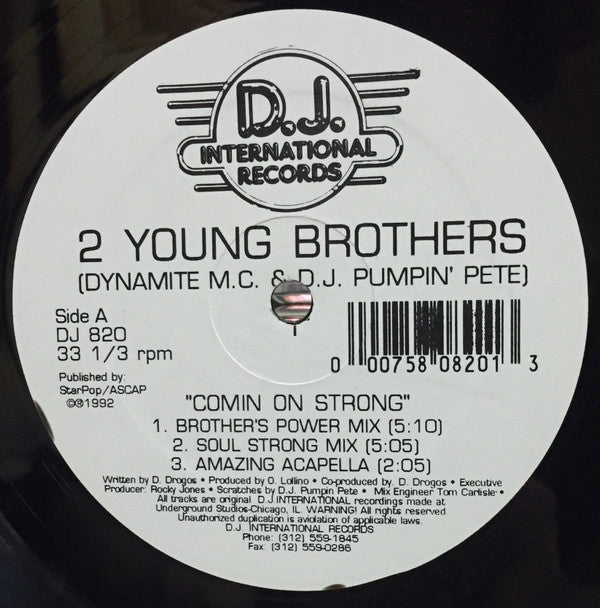 D.J.
INTERNATIONAL
RECORDS
2 YOUNG BROTHERS
(DYNAMITE M.C. & D.J. PUMPIN' PETE)
Side A
DJ 820
33 1/3 rpm
0 00758 08201 3
Published by:
StarPop/ASCAP
©℗1992
"COMIN ON STRONG"
1. BROTHER'S POWER MIX (5:10)
2. SOUL STRONG MIX (5:05)
3. AMAZING ACAPELLA (2:05)
Written by D. Drogos • Produced by O. Lollino • Co-produced by. D. Drogos • Executive
Producer: Rocky Jones • Scratches by D.J. Pumpin Pete • Mix Engineer Tom Carlisle •
All tracks are original D.J INTERNATIONAL recordings made at
Underground Studios-Chicago, IL. WARNING! All rights reserved.
Unauthorized duplication is aviolation of applicable laws.
D.J. INTERNATIONAL RECORDS
Phone: (312) 559-1845
Fax: (312) 559-0286